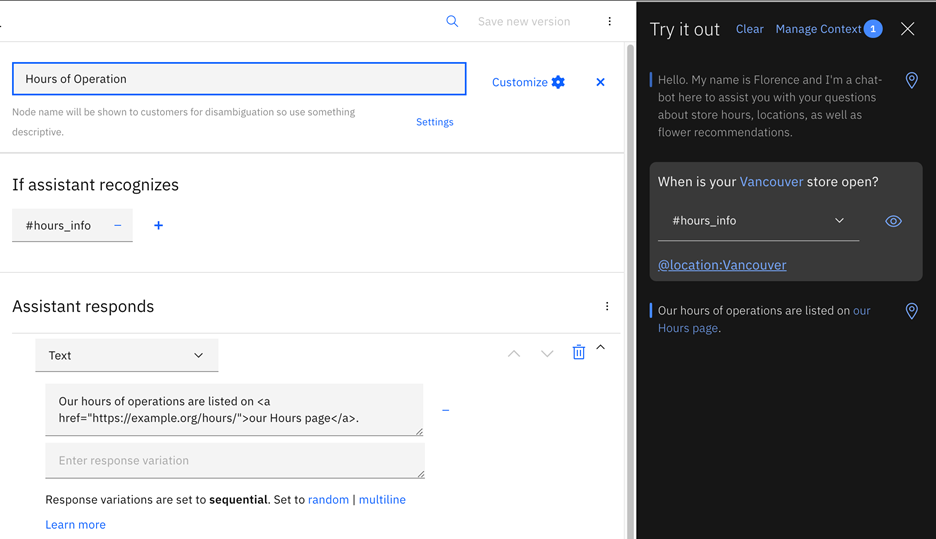 Save new version
Hours of Operation
Customize
Node name will be shown to customers for disambiguation so use something
descriptive.
Settings
If assistant recognizes
#hours_info
Assistant responds
Text
Our hours of operations are listed on <a
href="https://example.org/hours/">our Hours page</a>.
Enter response variation
Response variations are set to sequential. Set to random | multiline
Learn more
Try it out
Clear
Manage Context 1
Hello. My name is Florence and I'm a chat-
bot here to assist you with your questions
about store hours, locations, as well as
flower recommendations.
When is your Vancouver store open?
#hours_info
@location:Vancouver
Our hours of operations are listed on our
Hours page.